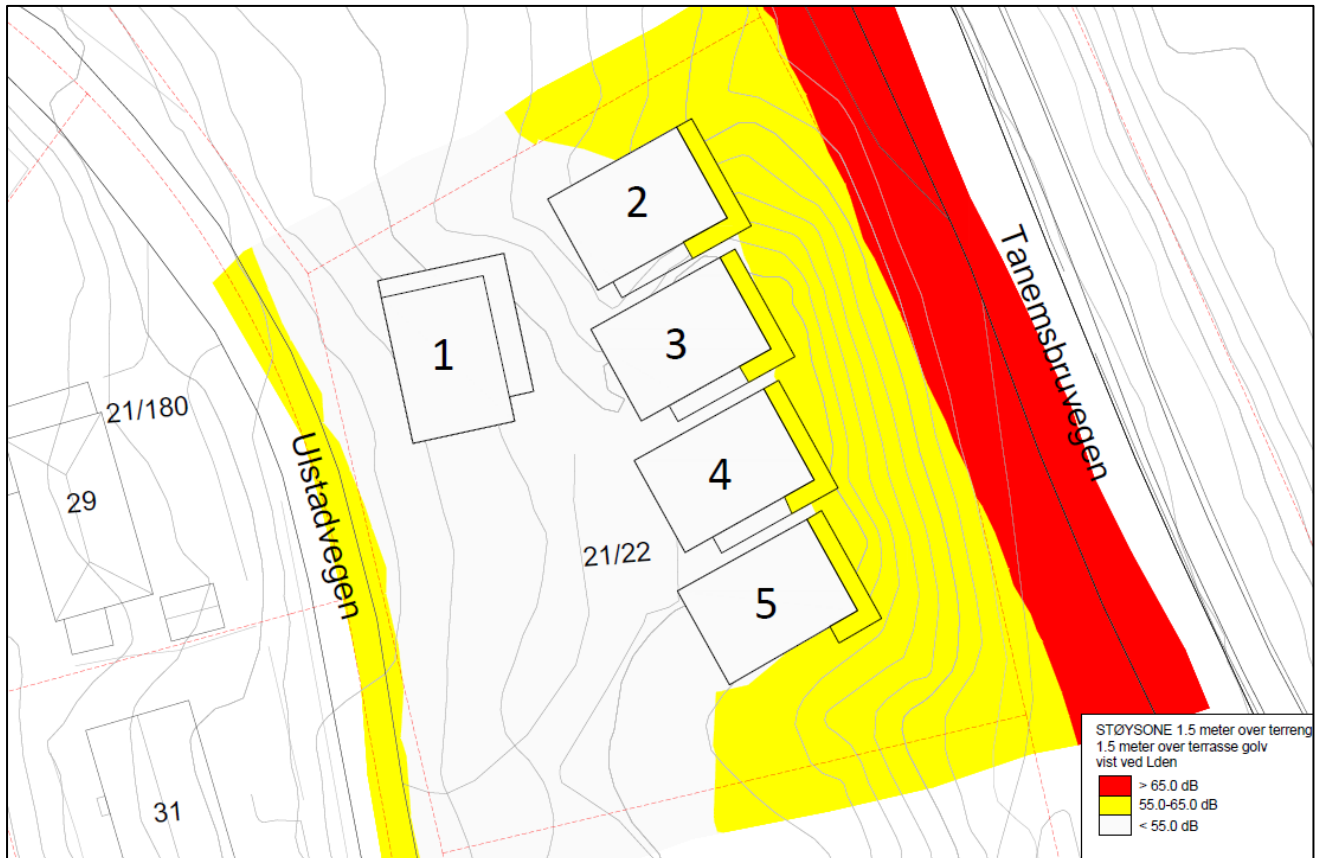 2
Tanemsbruvegen
1
3
21/180
29
Ulstadvegen
4
21/22
5
31
STØYSONE 1.5 meter over terreng
1.5 meter over terrasse golv
vist ved Lden
> 65.0 dB
55.0-65.0 dB
< 55.0 dB